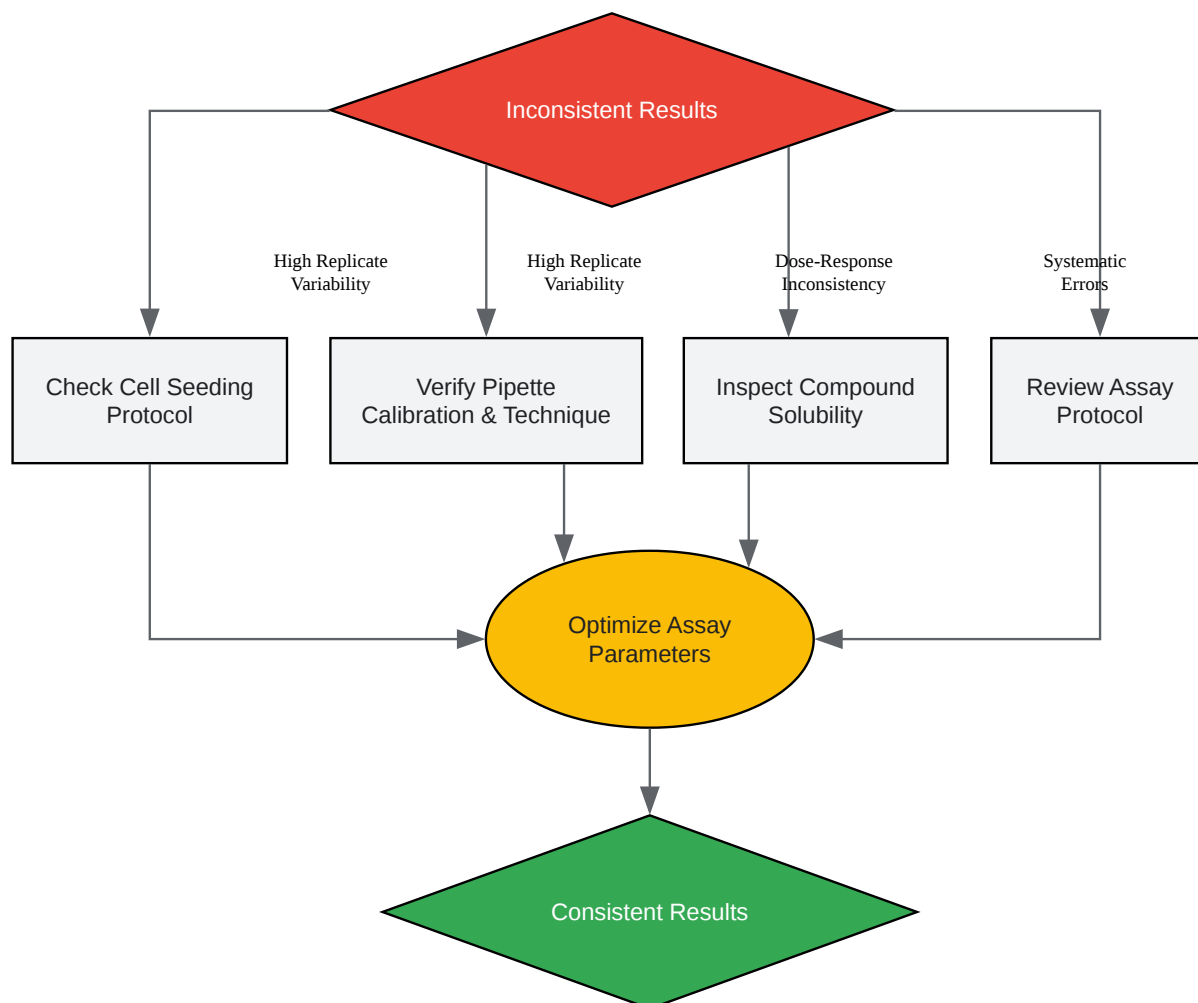 Inconsistent Results
High Replicate
Variability
High Replicate
Variability
Dose-Response
Inconsistency
Systematic
Errors
Check Cell Seeding
Protocol
Verify Pipette
Calibration & Technique
Inspect Compound
Solubility
Review Assay
Protocol
Optimize Assay
Parameters
Consistent Results